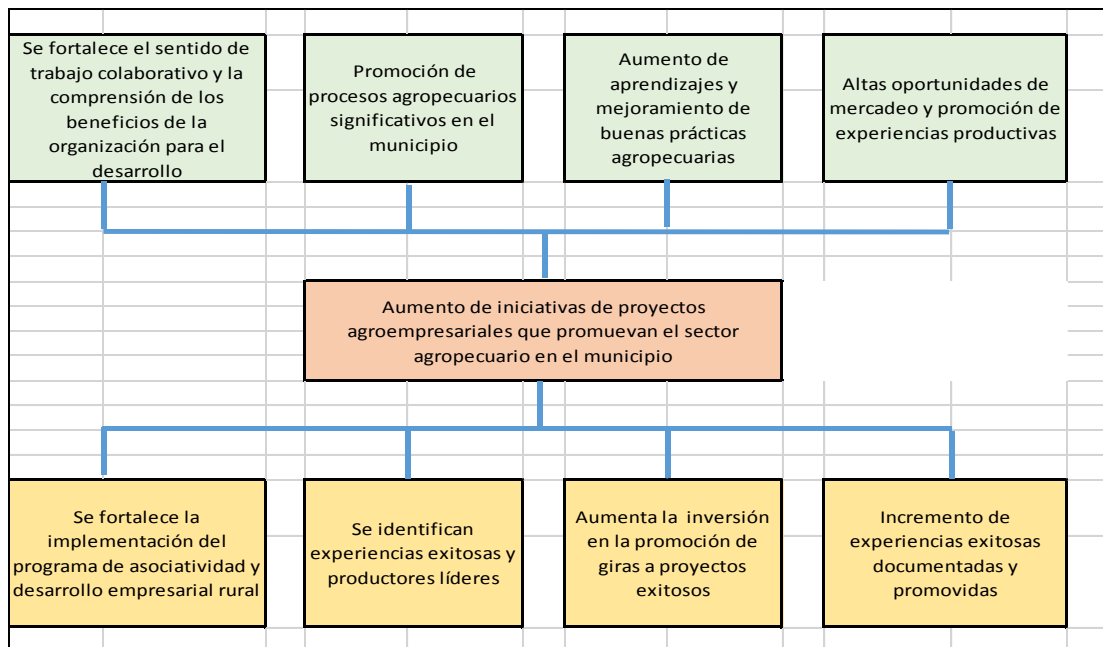 Se fortalece el sentido de
trabajo colaborativo y la
comprensión de los
beneficios de la
organización para el
desarrollo
Promoción de
procesos agropecuarios
significativos en el
municipio
Aumento de
aprendizajes y
mejoramiento de
buenas prácticas
agropecuarias
Altas oportunidades de
mercadeo y promoción de
experiencias productivas
Aumento de iniciativas de proyectos
agroempresariales que promuevan el sector
agropecuario en el municipio
Se fortalece la
implementación del
programa de asociatividad y
desarrollo empresarial rural
Se identifican
experiencias exitosas y
productores líderes
Aumenta la inversión
en la promoción de
giras a proyectos
exitosos
Incremento de
experiencias exitosas
documentadas y
promovidas